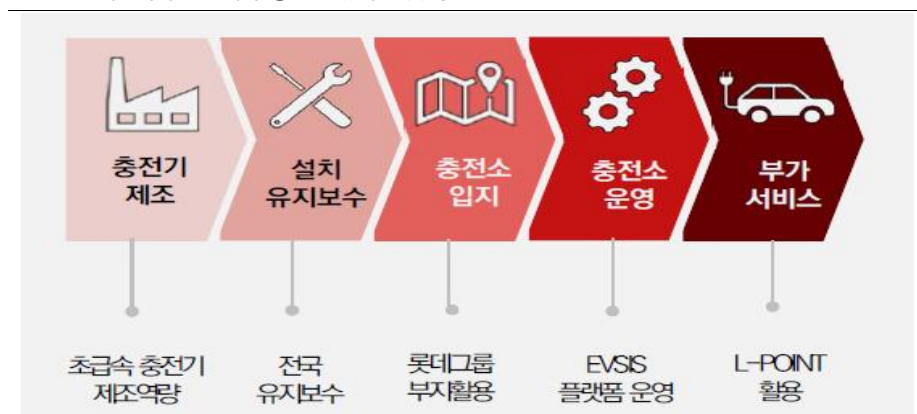 충전기
제조
설치
유지보수
충전소
입지
충전소
운영
부가
서비스
초급속 충전기
제조역량
전국
유지보수
롯데그룹
부지활용
EVSIS
플랫폼 운영
L-POINT
활용